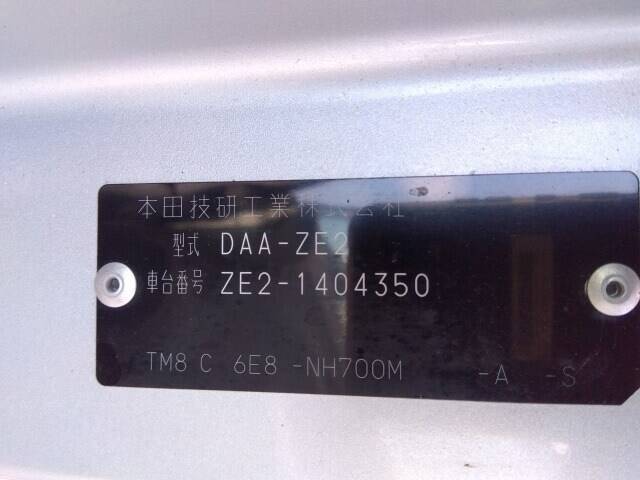 本田技研工業株式会社
型式 DAA-ZE2
車台番号 ZE2-1404350
TM8 C 6E8 -NH700M -A -S